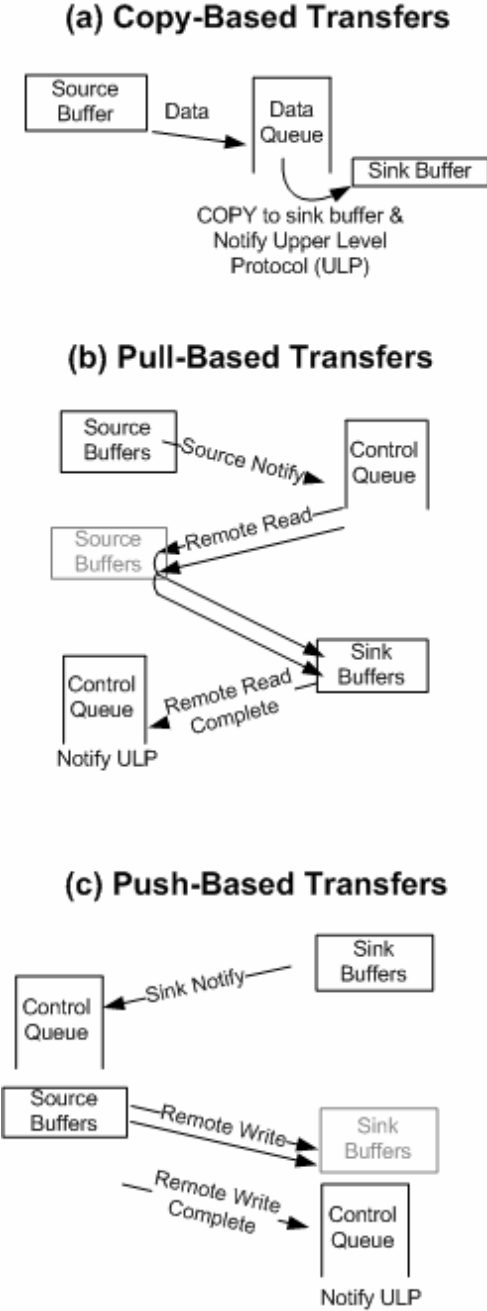 (a) Copy-Based Transfers
Source
Buffer
Data
Data
Queue
Sink Buffer
COPY to sink buffer &
Notify Upper Level
Protocol (ULP)
(b) Pull-Based Transfers
Source
Buffers
Source Notify
Control
Queue
Remote Read
Source
Buffers
Sink
Buffers
Control
Queue
Remote Read
Complete
Notify ULP
(c) Push-Based Transfers
Sink
Buffers
Sink Notify
Control
Queue
Source
Buffers
Remote Write
Sink
Buffers
Remote Write
Complete
Control
Queue
Notify ULP